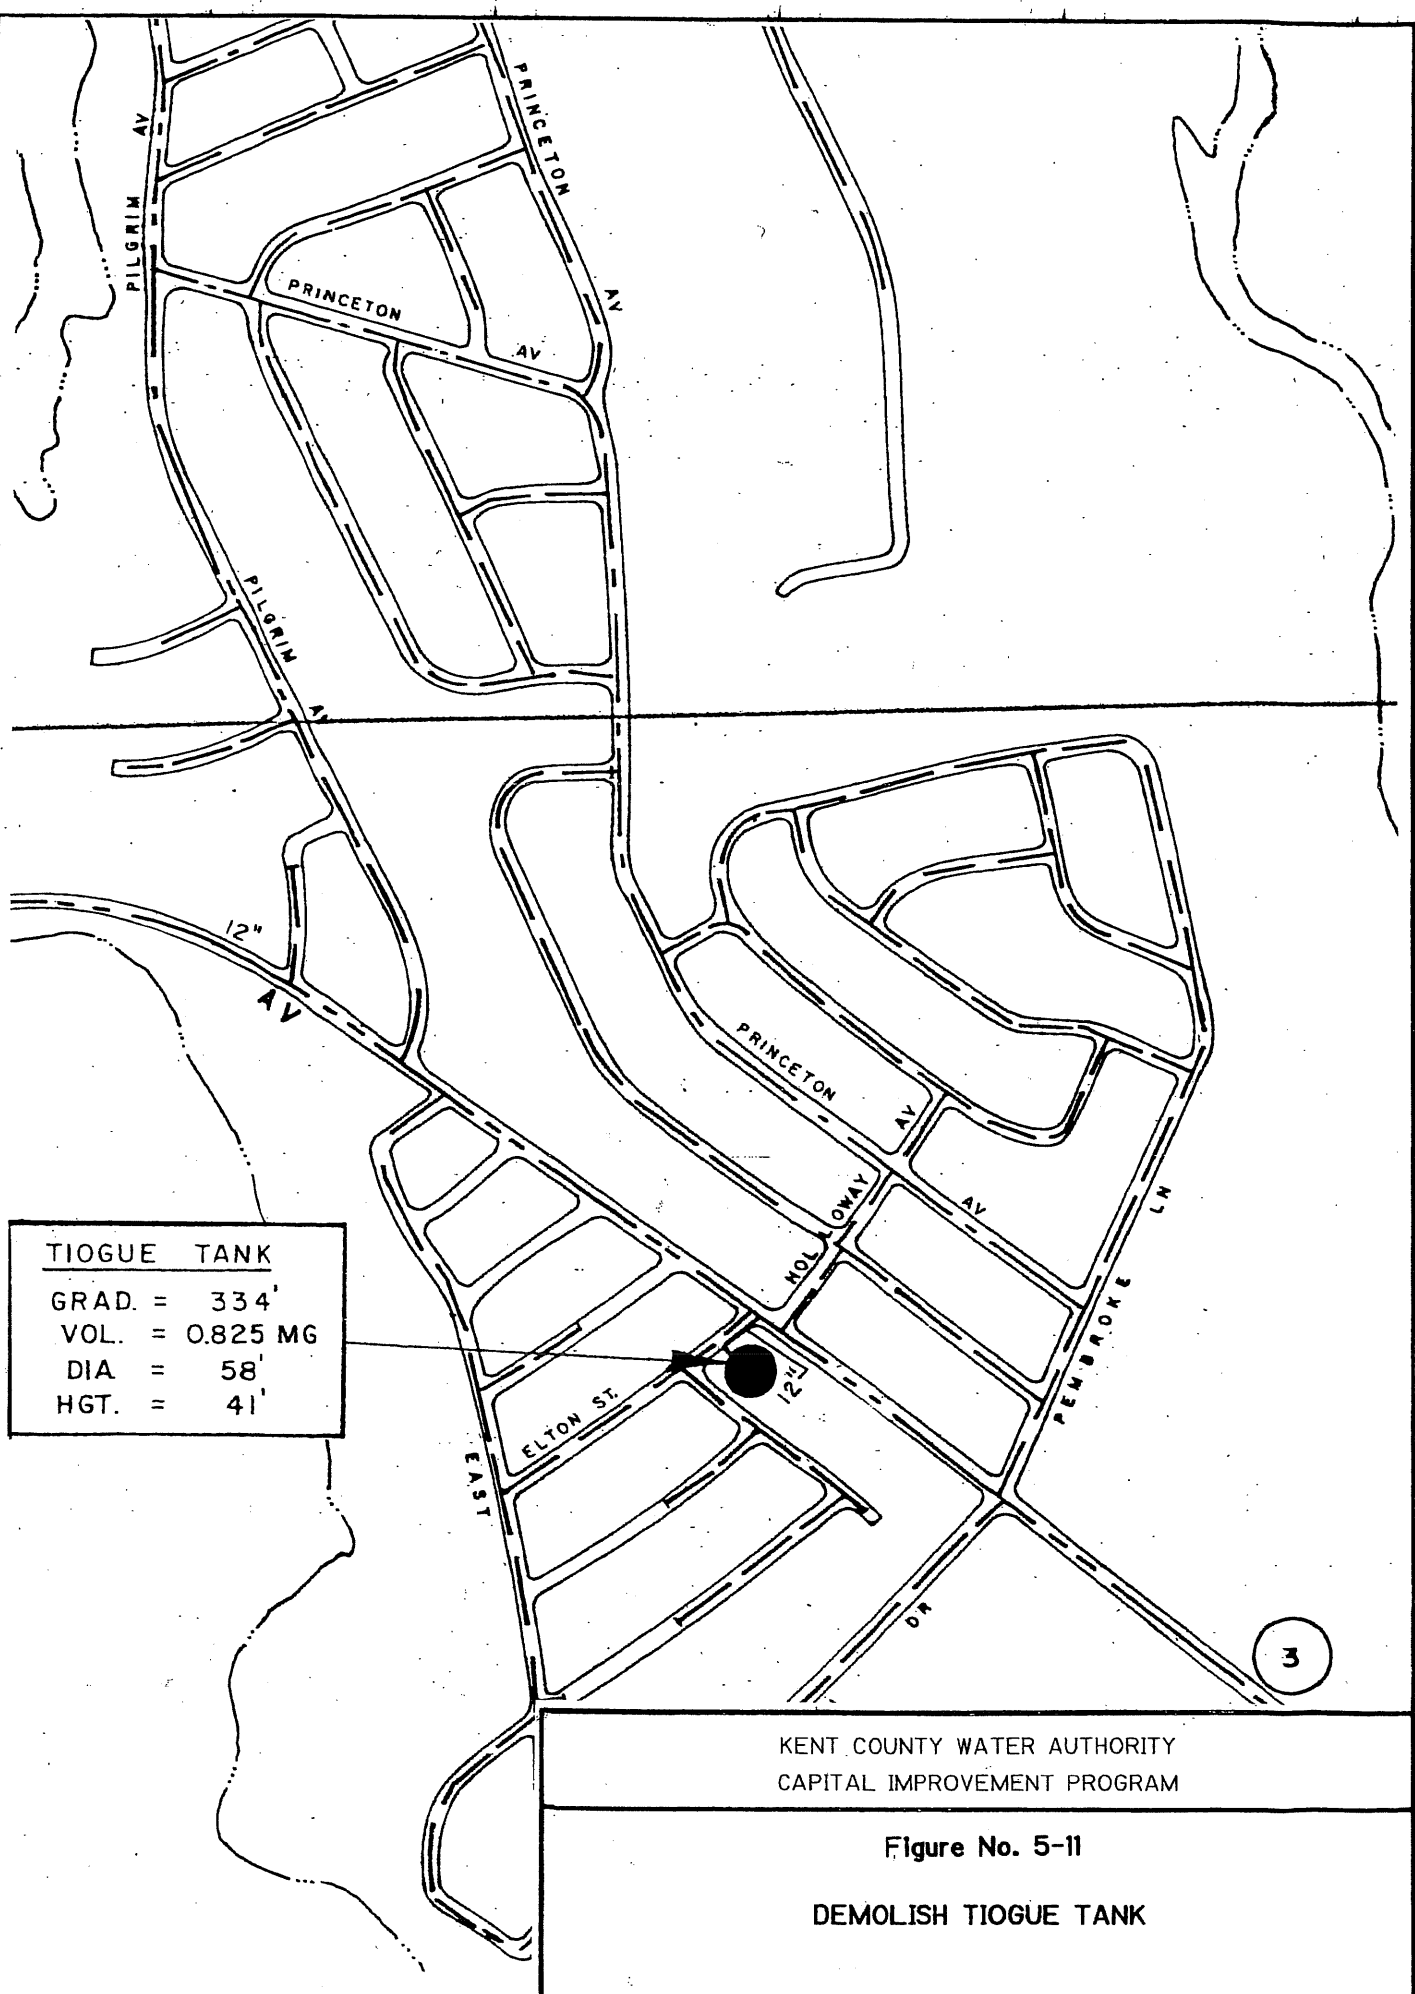 AV
PILGRIM
PRINCETON
AV
PRINCETON
AV
PILGRIM
AV
12"
AV
PRINCETON
AV
HOLLOWAY
AV
LN
PEMBROKE
TIOGUE TANK
GRAD. = 334'
VOL. = 0.825 MG
DIA = 58'
HGT. = 41'
12"
ELTON ST.
EAST
DR
3
KENT COUNTY WATER AUTHORITY
CAPITAL IMPROVEMENT PROGRAM
Figure No. 5-11
DEMOLISH TIOGUE TANK